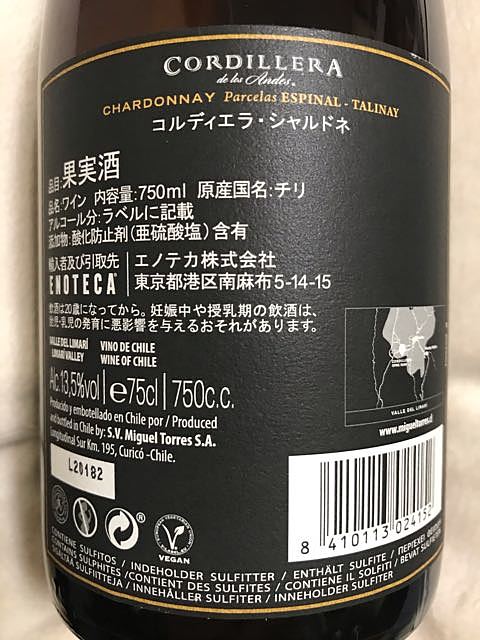 CORDILLERA
de los Andes.
CHARDONNAY Parcelas ESPINAL - TALINAY
コルディエラ・シャルドネ
品目:果実酒
品名:ワイン 内容量:750ml 原産国名:チリ
アルコール分:ラベルに記載
添加物:酸化防止剤(亜硫酸塩)含有
輸入者及び引取先 エノテカ株式会社
ENOTECA 東京都港区南麻布5-14-15
飲酒は20歳になってから。妊娠中や授乳期の飲酒は、
胎児・乳児の発育に悪影響を与えるおそれがあります。
VALLE DEL LIMARÍ VINO DE CHILE
LIMARÍ VALLEY WINE OF CHILE
Alc.13,5%vol e75cl 750c.c.
Producido y embotellado en Chile por / Produced
and bottled in Chile by: S.V. Miguel Torres S.A.
Longitudinal Sur Km. 195, Curicó -Chile.
VALLE DEL LIMARÍ
www.migueltorres.cl
L20182
VEGAN
8 410113 02415
CONTIENE SULFITOS / INDEHOLDER SULFITTER / ENTHÄLT SULFITE /
CONTAINS SULPHITES /CONTIENT DES SULFITES / CONTIENE IL SOLFITI / BEVAT
SISÄLTÄÄ SULFIITTEJA / INNEHÅLLER SULFITER / INNEHOLDER SULFITER